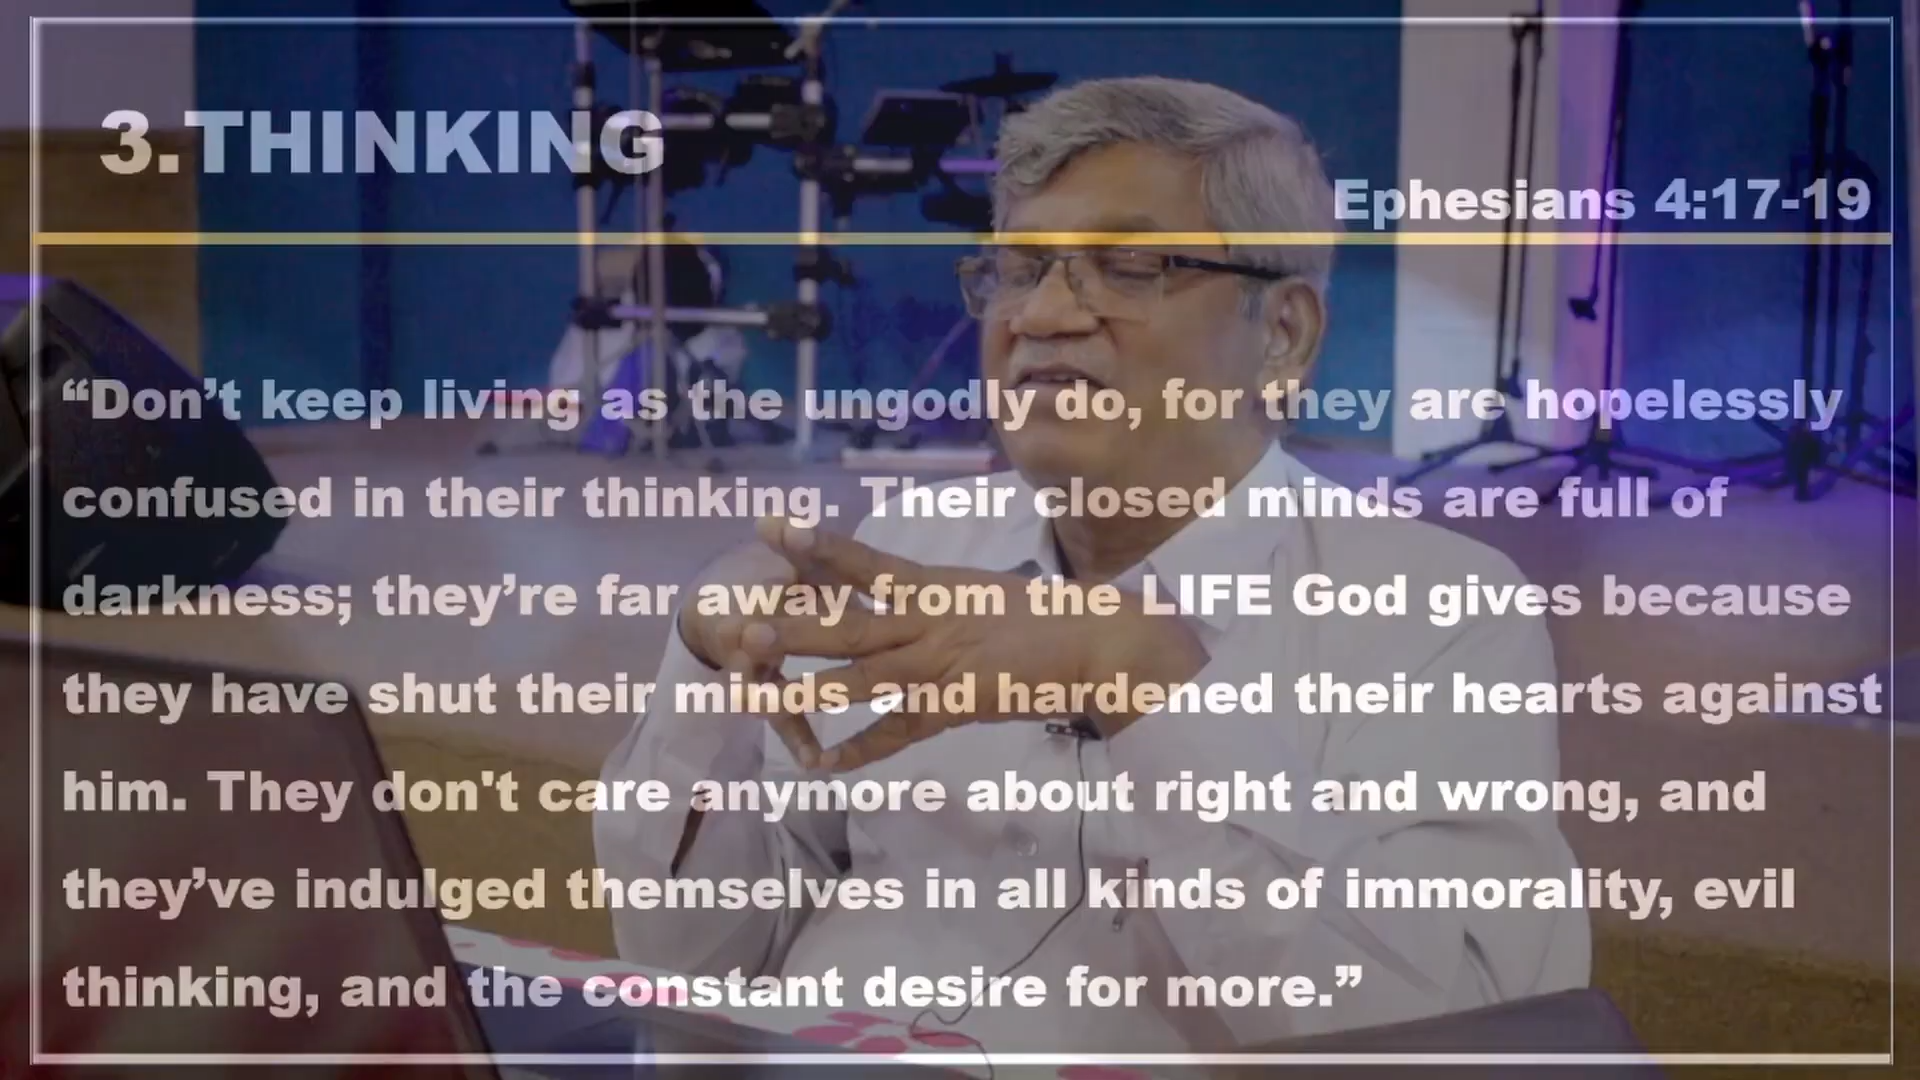 3.THINKING
Ephesians 4:17-19
“Don’t keep living as the ungodly do, for they are hopelessly
confused in their thinking. Their closed minds are full of
darkness; they’re far away from the LIFE God gives because
they have shut their minds and hardened their hearts against
him. They don't care anymore about right and wrong, and
they’ve indulged themselves in all kinds of immorality, evil
thinking, and the constant desire for more.”